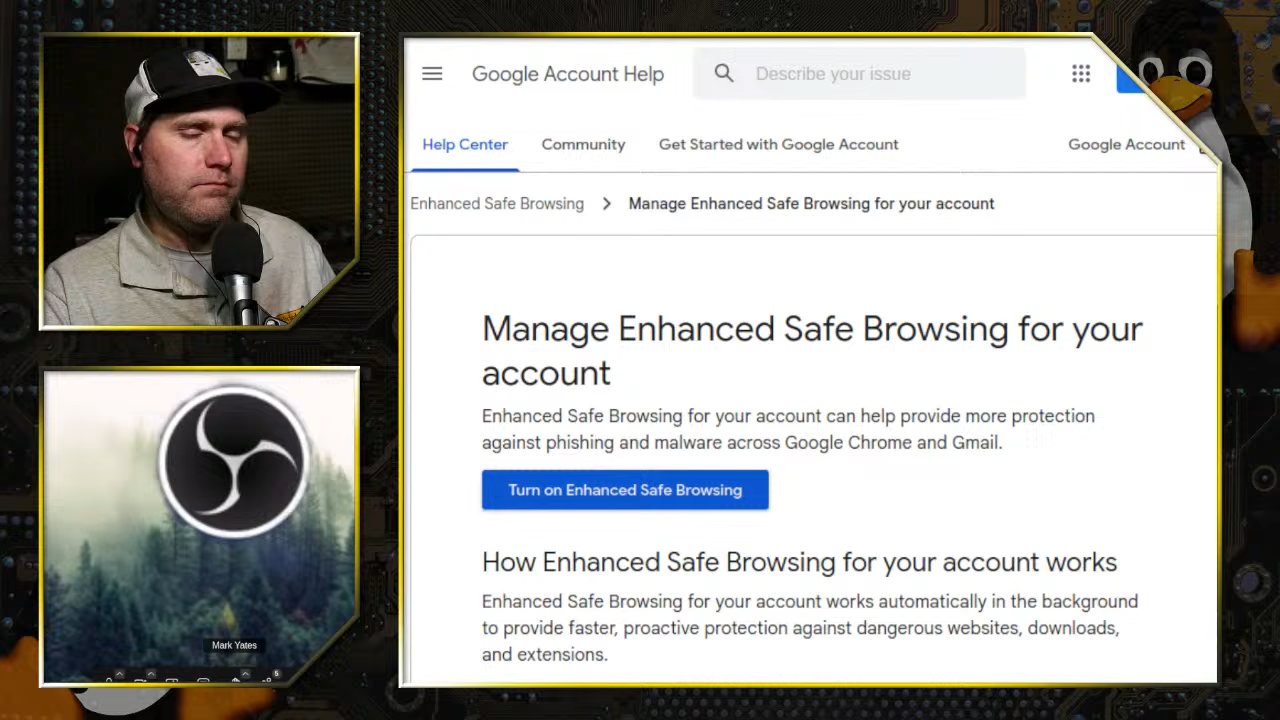 Google Account Help
Describe your issue
Help Center
Community
Get Started with Google Account
Google Account
Enhanced Safe Browsing
Manage Enhanced Safe Browsing for your account
Manage Enhanced Safe Browsing for your
account
Enhanced Safe Browsing for your account can help provide more protection
against phishing and malware across Google Chrome and Gmail.
Turn on Enhanced Safe Browsing
How Enhanced Safe Browsing for your account works
Enhanced Safe Browsing for your account works automatically in the background
to provide faster, proactive protection against dangerous websites, downloads,
and extensions.
Mark Yates
5